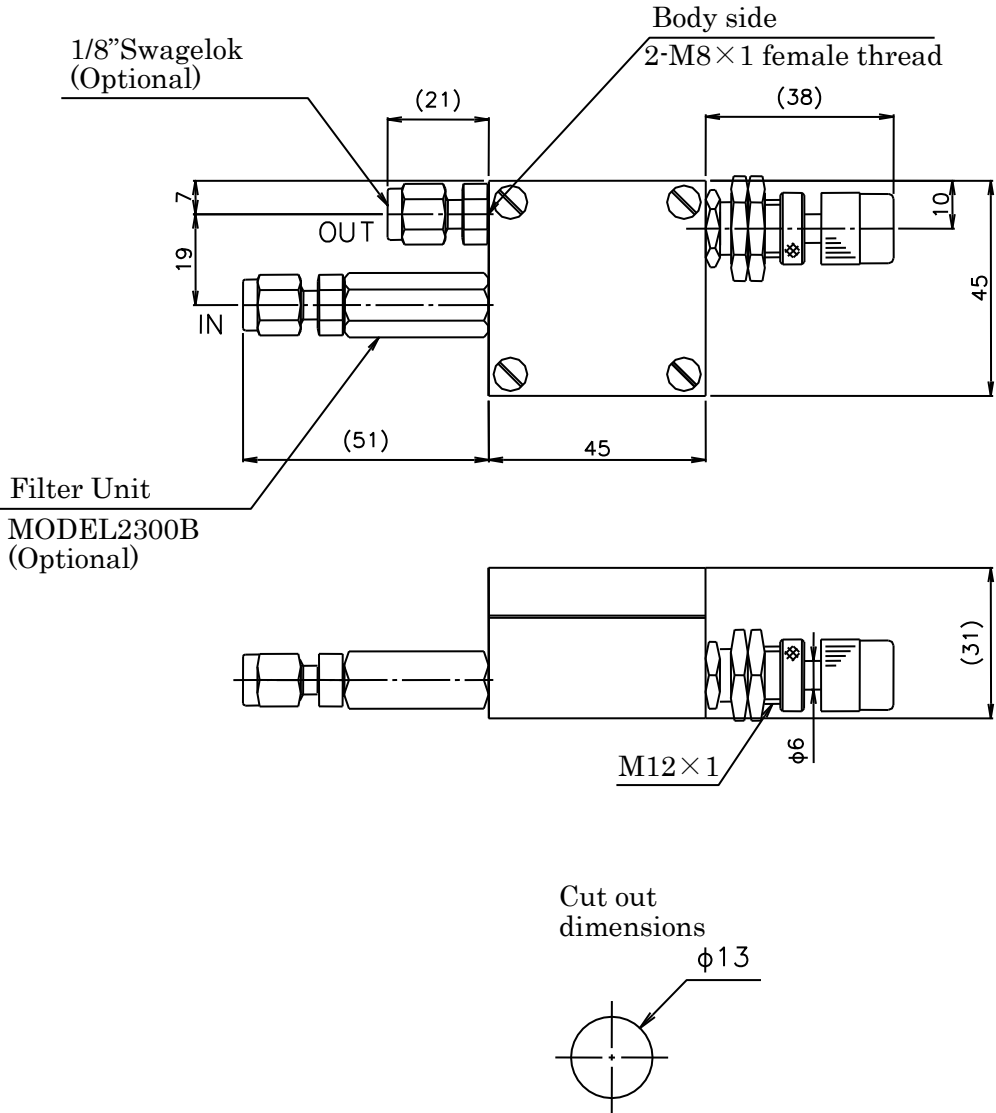 Body side
2-M8×1 female thread
1/8”Swagelok
(Optional)
(21)
(38)
7
10
OUT
19
45
IN
(51)
45
Filter Unit
MODEL2300B
(Optional)
(31)
M12×1
ϕ6
Cut out
dimensions
ϕ13